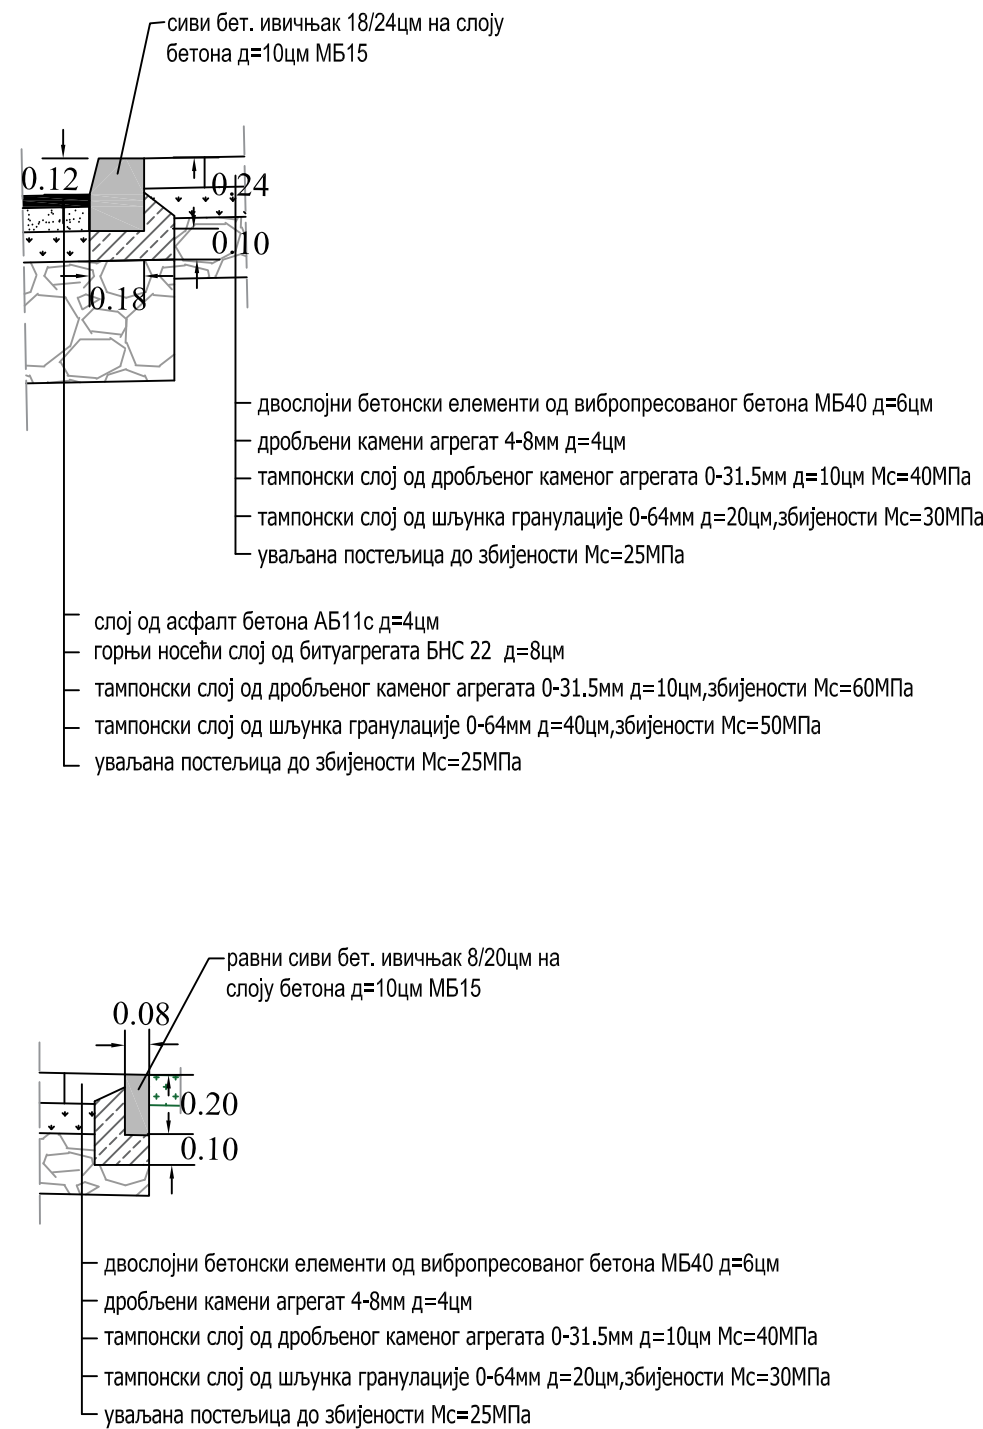 сиви бет. ивичњак 18/24цм на слоју
бетона д=10цм МБ15
0.12
0.24
0.10
0.18
двослојни бетонски елементи од вибропресованог бетона МБ40 д=6цм
дробљени камени агрегат 4-8мм д=4цм
тампонски слој од дробљеног каменог агрегата 0-31.5мм д=10цм Мс=40МПа
тампонски слој од шљунка гранулације 0-64мм д=20цм,збијености Мс=30МПа
уваљана постељица до збијености Мс=25МПа
слој од асфалт бетона АБ11с д=4цм
горњи носећи слој од битуагрегата БНС 22 д=8цм
тампонски слој од дробљеног каменог агрегата 0-31.5мм д=10цм,збијености Мс=60МПа
тампонски слој од шљунка гранулације 0-64мм д=40цм,збијености Мс=50МПа
уваљана постељица до збијености Мс=25МПа
равни сиви бет. ивичњак 8/20цм на
слоју бетона д=10цм МБ15
0.08
0.20
0.10
двослојни бетонски елементи од вибропресованог бетона МБ40 д=6цм
дробљени камени агрегат 4-8мм д=4цм
тампонски слој од дробљеног каменог агрегата 0-31.5мм д=10цм Мс=40МПа
тампонски слој од шљунка гранулације 0-64мм д=20цм,збијености Мс=30МПа
уваљана постељица до збијености Мс=25МПа